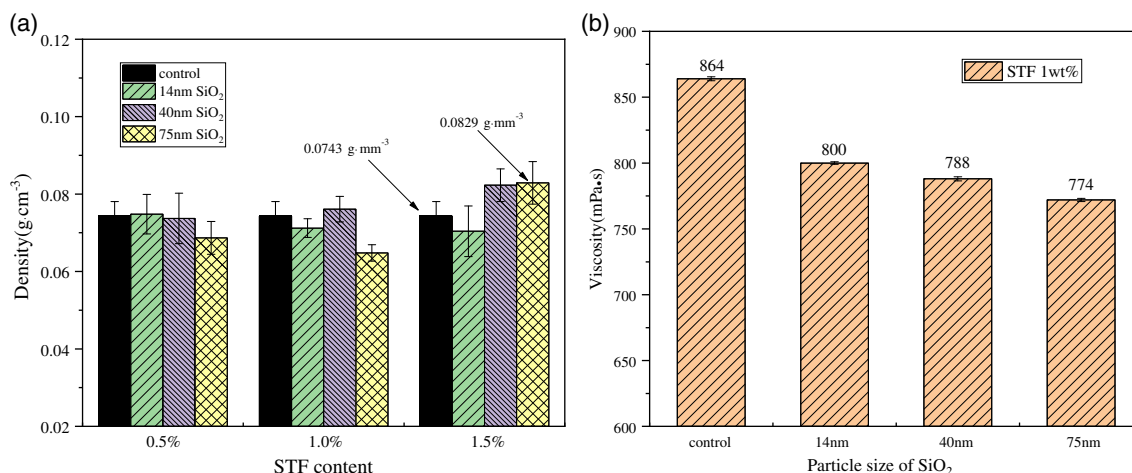 (a)
0.12
0.10
0.08
0.06
0.04
0.02
Density(g·cm⁻³)
control
14nm SiO₂
40nm SiO₂
75nm SiO₂
0.0743 g·mm⁻³
0.0829 g·mm⁻³
0.5%
1.0%
1.5%
STF content
(b)
900
850
800
750
700
650
600
Viscosity(mPa•s)
STF 1wt%
864
800
788
774
control
14nm
40nm
75nm
Particle size of SiO₂